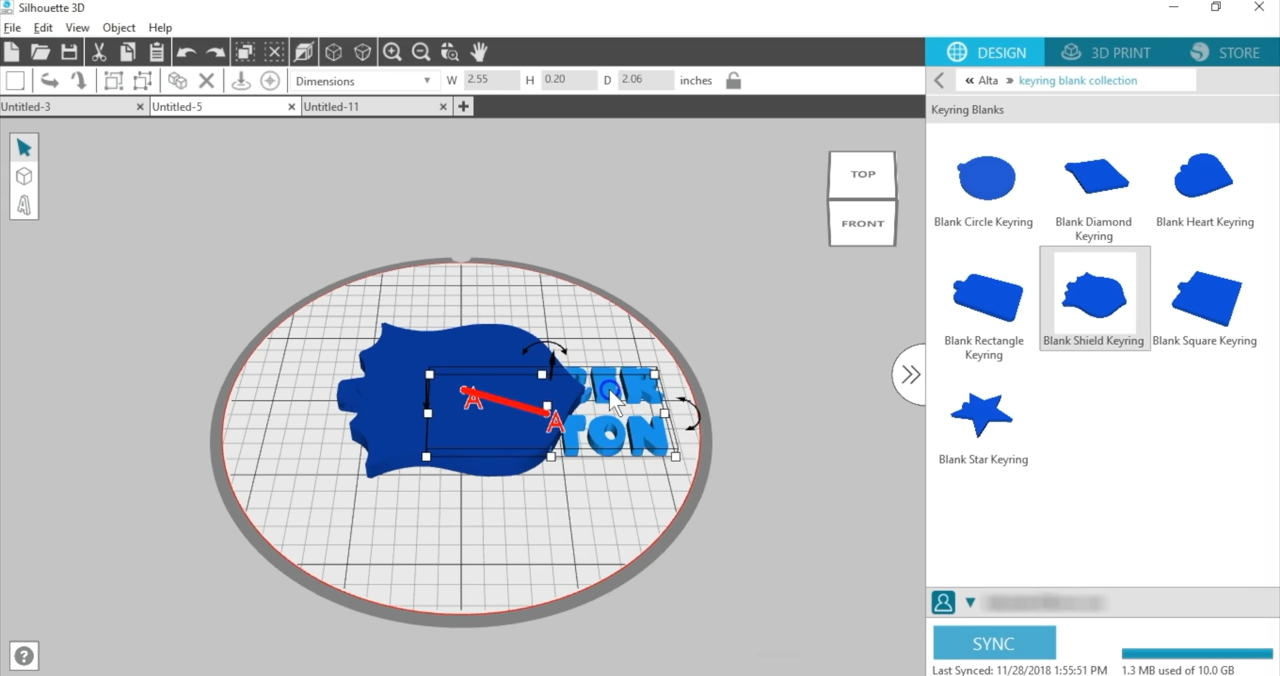 Silhouette 3D
File Edit View Object Help
DESIGN 3D PRINT STORE
Dimensions W 2.55 H 0.20 D 2.06 inches
« Alta » keyring blank collection
Untitled-3 Untitled-5 Untitled-11
Keyring Blanks
TOP
FRONT
Blank Circle Keyring
Blank Diamond
Keyring
Blank Heart Keyring
Blank Rectangle
Keyring
Blank Shield Keyring
Blank Square Keyring
Blank Star Keyring
A
A
TON
SYNC
Last Synced: 11/28/2018 1:55:51 PM
1.3 MB used of 10.0 GB